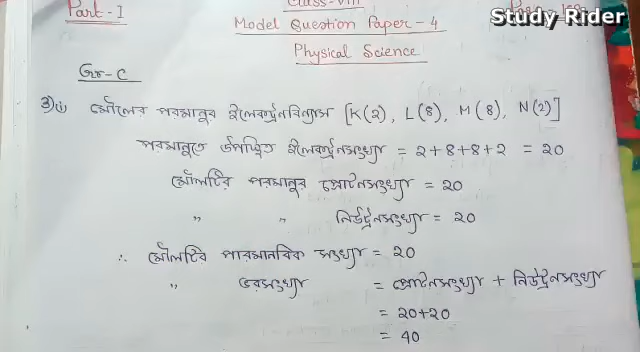 Part-I
Class-VIII
Study Rider
Model Question Paper-4
Physical Science
Gr-C
3)i) মৌলের পরমানুর ইলেকট্রনবিন্যাস [K(2), L(8), M(8), N(2)]
পরমানুতে উপস্থিত ইলেকট্রনসংখ্যা = 2+8+8+2 = 20
মৌলটির পরমানুর প্রোটনসংখ্যা = 20
" " নিউট্রনসংখ্যা = 20
∴ মৌলটির পারমানবিক সংখ্যা = 20
" ভরসংখ্যা = প্রোটনসংখ্যা + নিউট্রনসংখ্যা
= 20+20
= 40